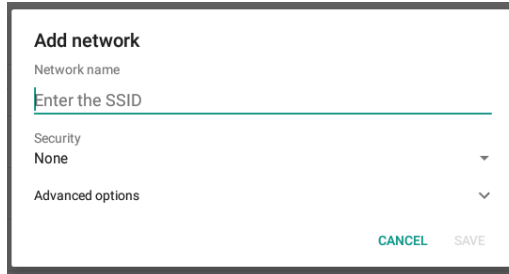 Add network
Network name
Enter the SSID
Security
None
Advanced options
CANCEL SAVE